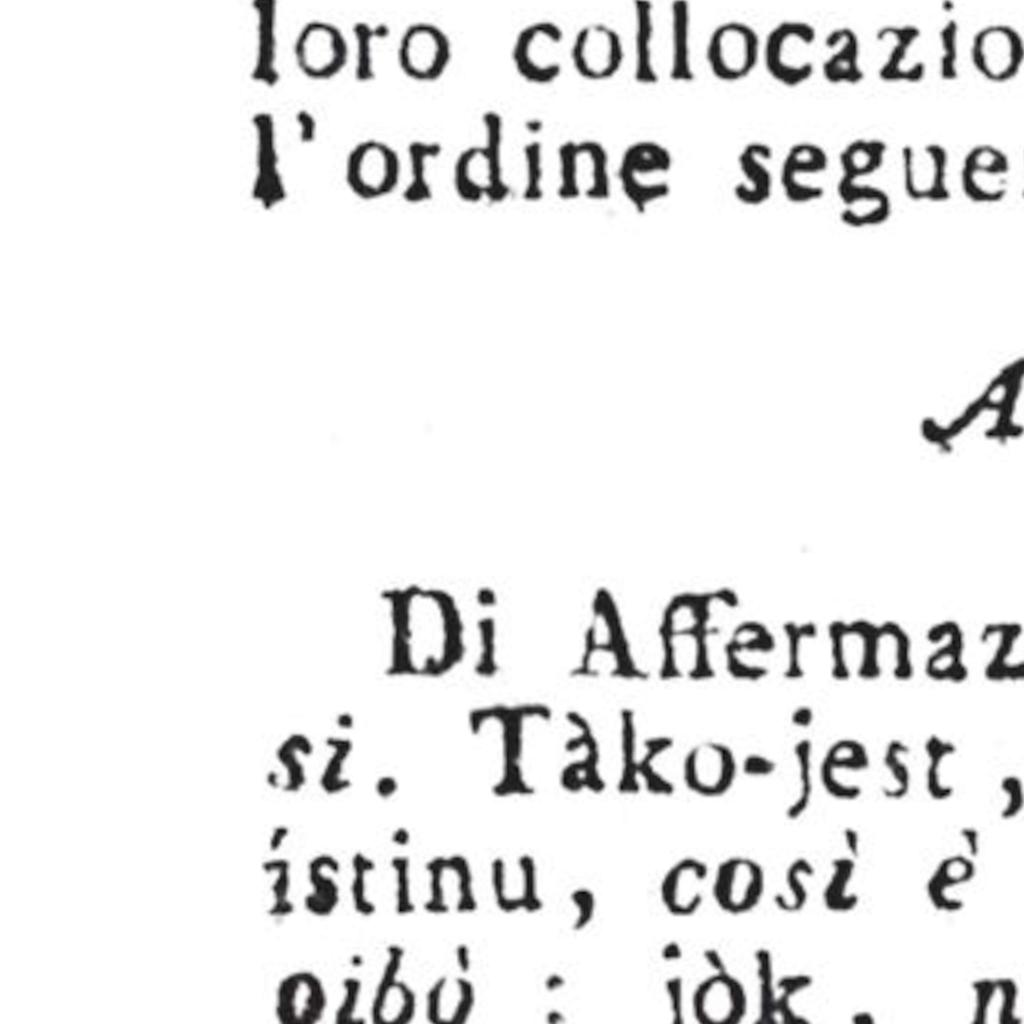 loro collocazio
l'ordine segue
A
Di Affermaz
si. Tàko-jest,
ístinu, così è
oibò: jòk, n